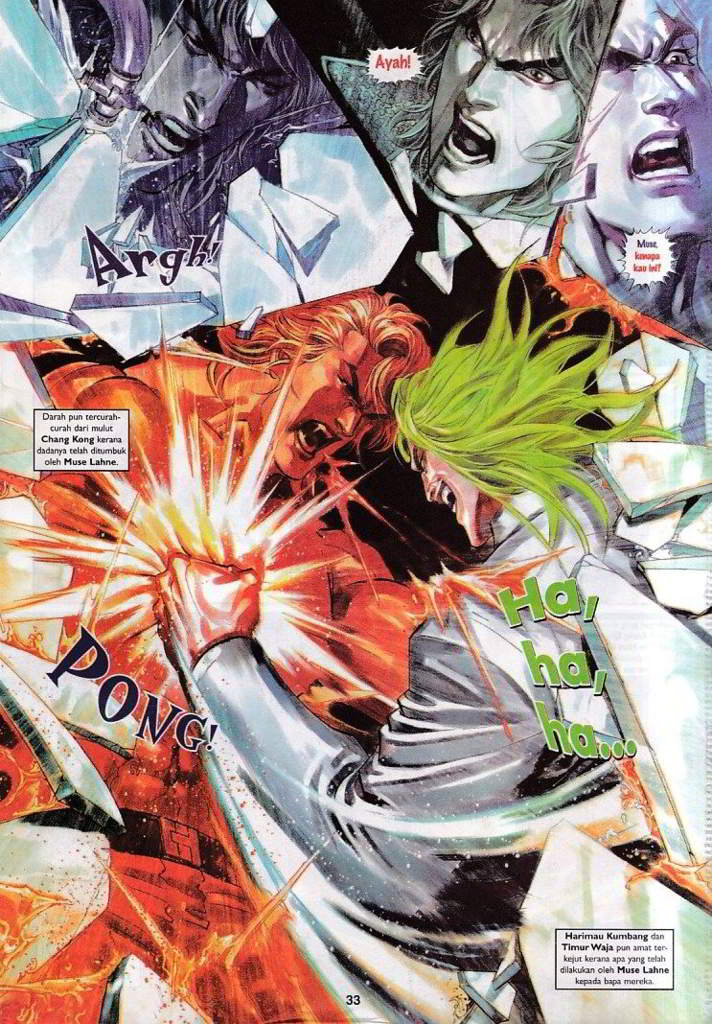 Ayah!
Muse,
kenapa
kau ini?
Argh!
Darah pun tercurah-
curah dari mulut
Chang Kong kerana
dadanya telah ditumbuk
oleh Muse Lahne.
PONG!
Ha,
ha,
ha...
Harimau Kumbang dan
Timur Waja pun amat ter-
kejut kerana apa yang telah
dilakukan oleh Muse Lahne
kepada bapa mereka.
33